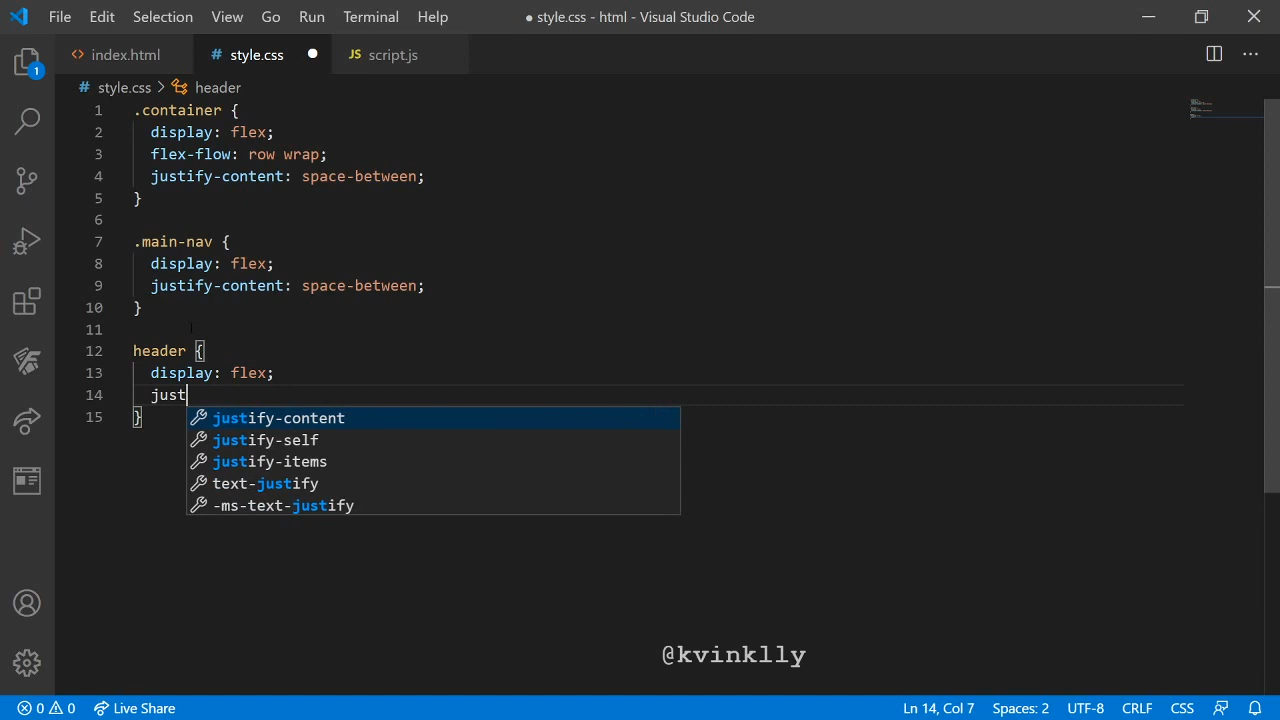 File Edit Selection View Go Run Terminal Help ● style.css - html - Visual Studio Code
<> index.html # style.css ● JS script.js
# style.css > header
1 .container {
2 display: flex;
3 flex-flow: row wrap;
4 justify-content: space-between;
5 }
6
7 .main-nav {
8 display: flex;
9 justify-content: space-between;
10 }
11
12 header {
13 display: flex;
14 just
justify-content
15 }
justify-self
justify-items
text-justify
-ms-text-justify
@kvinklly
1
0 0 Live Share Ln 14, Col 7 Spaces: 2 UTF-8 CRLF CSS